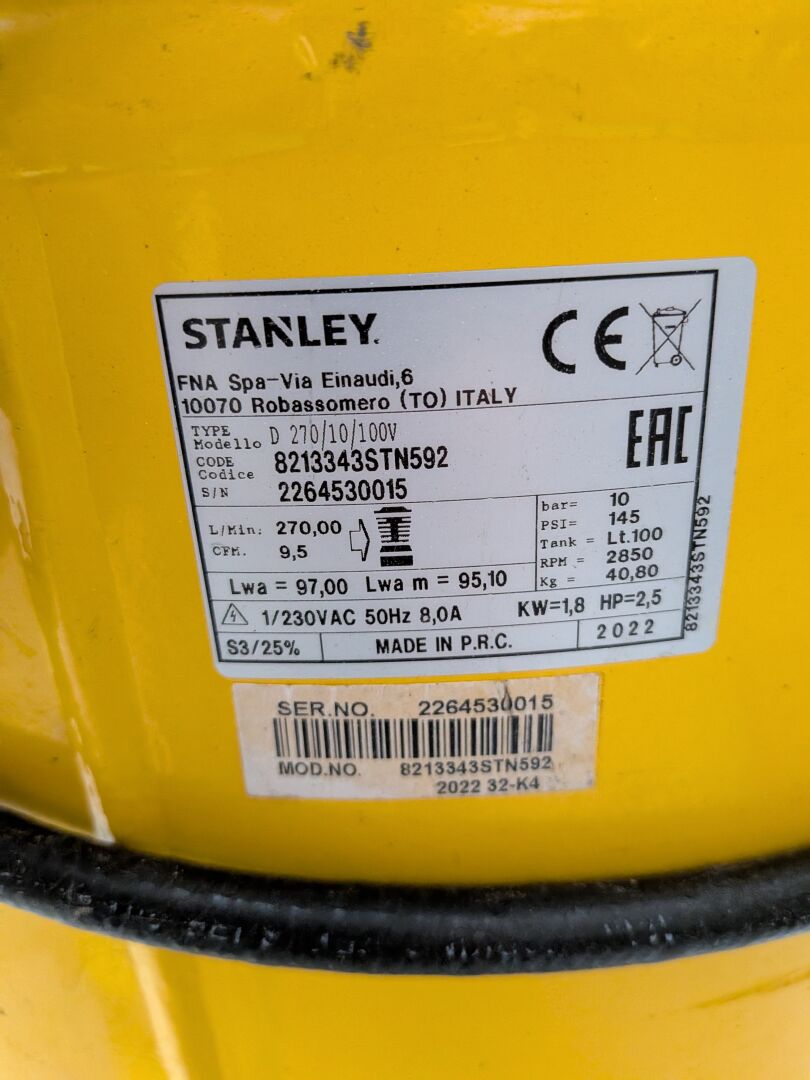 STANLEY.
CE
FNA Spa-Via Einaudi,6
10070 Robassomero (TO) ITALY
TYPE
Modello D 270/10/100V
CODE
Codice 8213343STN592
S/N 2264530015
EAC
L/Min. 270,00
CFM. 9,5
bar= 10
PSI= 145
Tank = Lt.100
RPM = 2850
Kg = 40,80
Lwa = 97,00 Lwa m = 95,10
1/230VAC 50Hz 8,0A KW=1,8 HP=2,5
S3/25% MADE IN P.R.C. 2022
8213343STN592
SER.NO. 2264530015
MOD.NO. 8213343STN592
2022 32-K4